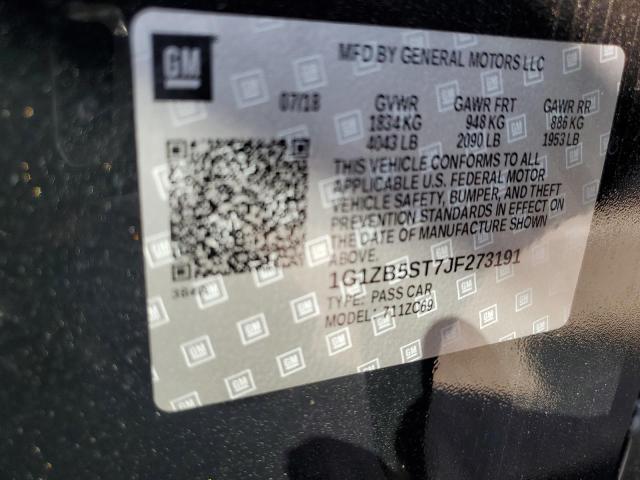 GM
MFD BY GENERAL MOTORS LLC
07/18 GVWR GAWR FRT GAWR RR
1834 KG 948 KG 886 KG
4043 LB 2090 LB 1953 LB
THIS VEHICLE CONFORMS TO ALL
APPLICABLE U.S. FEDERAL MOTOR
VEHICLE SAFETY, BUMPER, AND THEFT
PREVENTION STANDARDS IN EFFECT ON
THE DATE OF MANUFACTURE SHOWN
ABOVE.
1G1ZB5ST7JF273191
TYPE: PASS CAR
MODEL: 711ZC69